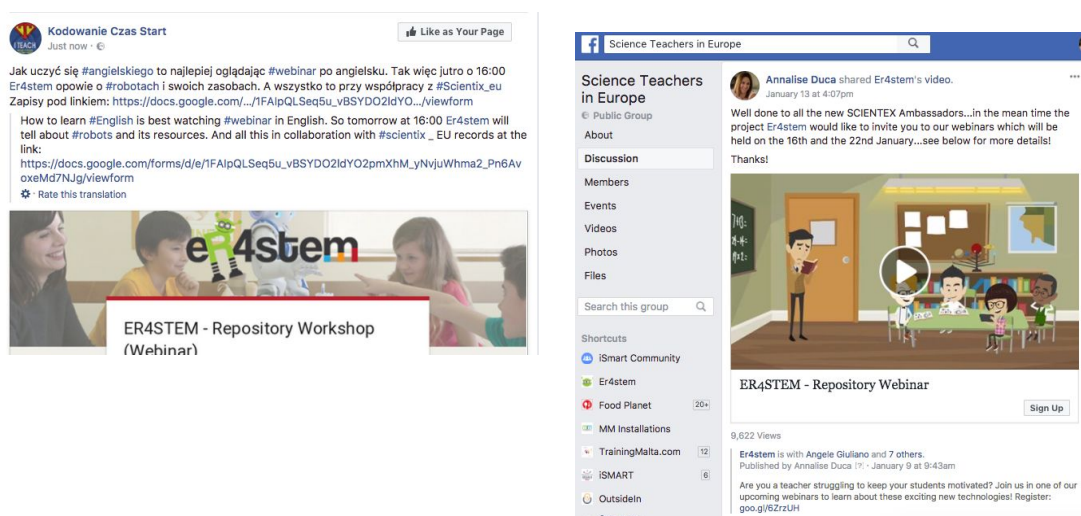 I TEACH
Kodowanie Czas Start
Just now
Like as Your Page
Jak uczyć się #angielskiego to najlepiej oglądając #webinar po angielsku. Tak więc jutro o 16:00
Er4stem opowie o #robotach i swoich zasobach. A wszystko to przy współpracy z #Scientix_eu
Zapisy pod linkiem: https://docs.google.com/.../1FAIpQLSeq5u_vBSYDO2IdYO.../viewform
How to learn #English is best watching #webinar in English. So tomorrow at 16:00 Er4stem will
tell about #robots and its resources. And all this in collaboration with #scientix _ EU records at the
link:
https://docs.google.com/forms/d/e/1FAIpQLSeq5u_vBSYDO2IdYO2pmXhM_yNvjuWhma2_Pn6Av
oxeMd7NJg/viewform
Rate this translation
er4stem
ER4STEM - Repository Workshop
(Webinar)
Science Teachers in Europe
Science Teachers
in Europe
Public Group
About
Discussion
Members
Events
Videos
Photos
Files
Search this group
Shortcuts
iSmart Community
Er4stem
Food Planet 20+
MM Installations
TrainingMalta.com 12
iSMART 6
OutsideIn
Annalise Duca shared Er4stem's video.
January 13 at 4:07pm
Well done to all the new SCIENTEX Ambassadors...in the mean time the
project Er4stem would like to invite you to our webinars which will be
held on the 16th and the 22nd January...see below for more details!
Thanks!
ER4STEM - Repository Webinar
Sign Up
9,622 Views
Er4stem is with Angele Giuliano and 7 others.
Published by Annalise Duca [?] · January 9 at 9:43am
Are you a teacher struggling to keep your students motivated? Join us in one of our
upcoming webinars to learn about these exciting new technologies! Register:
goo.gl/6ZrzUH